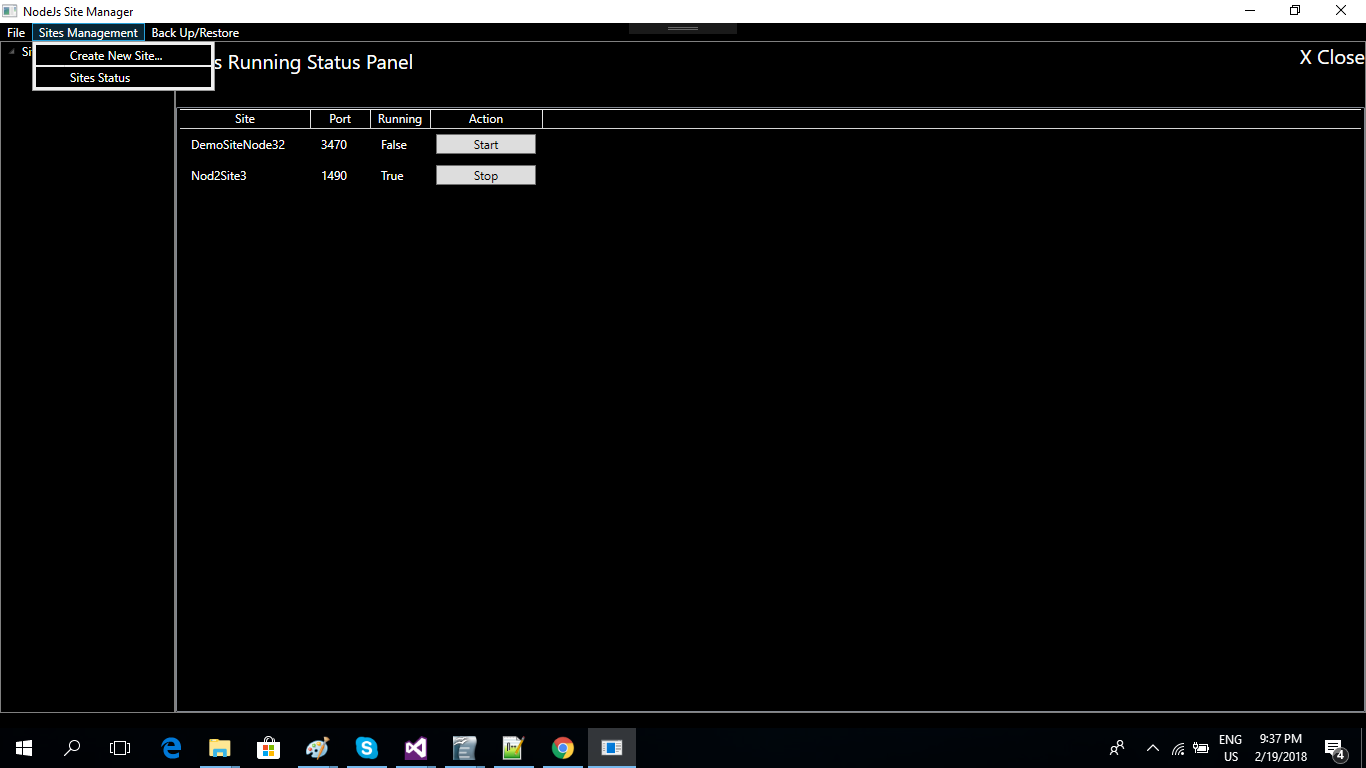 NodeJs Site Manager
File Sites Management Back Up/Restore
Create New Site...
Sites Status
s Running Status Panel
X Close
Site Port Running Action
DemoSiteNode32 3470 False Start
Nod2Site3 1490 True Stop
ENG 9:37 PM
US 2/19/2018 4